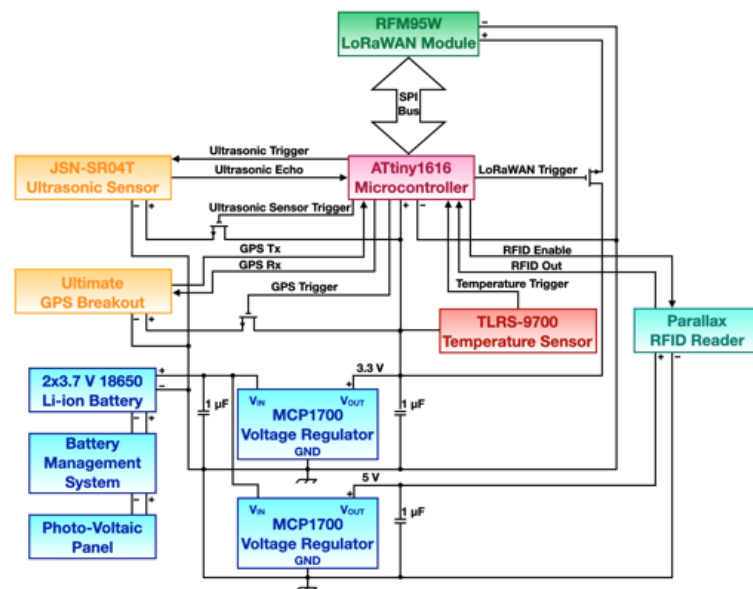 RFM95W
LoRaWAN Module
−
+
SPI
Bus
Ultrasonic Trigger
JSN-SR04T
Ultrasonic Sensor
Ultrasonic Echo
ATtiny1616
Microcontroller
LoRaWAN Trigger
− +
Ultrasonic Sensor Trigger
+ −
GPS Tx
RFID Enable
GPS Rx
RFID Out
Ultimate
GPS Breakout
GPS Trigger
Temperature Trigger
− +
TLRS-9700
Temperature Sensor
Parallax
RFID Reader
2x3.7 V 18650
Li-ion Battery
+
−
3.3 V
+ −
1 µF
VIN
VOUT
+
1 µF
MCP1700
Voltage Regulator
GND
− +
Battery
Management
System
5 V
− +
VIN
VOUT
+
1 µF
Photo-Voltaic
Panel
MCP1700
Voltage Regulator
GND